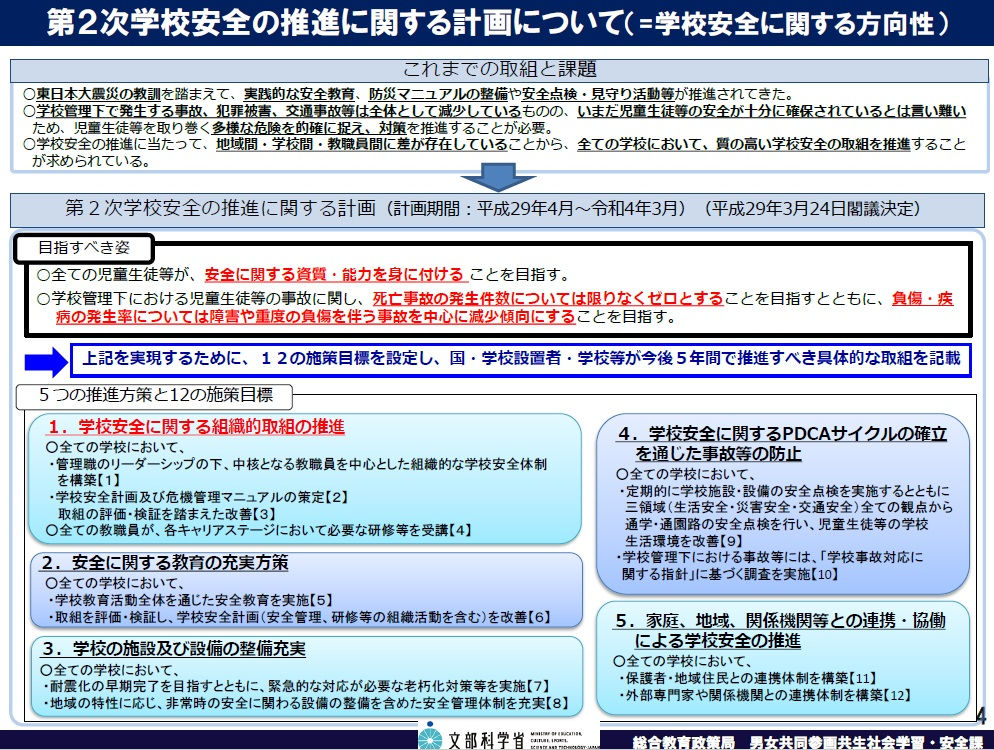 第２次学校安全の推進に関する計画について（＝学校安全に関する方向性）
これまでの取組と課題
○東日本大震災の教訓を踏まえて、実践的な安全教育、防災マニュアルの整備や安全点検・見守り活動等が推進されてきた。
○学校管理下で発生する事故、犯罪被害、交通事故等は全体として減少しているものの、いまだ児童生徒等の安全が十分に確保されているとは言い難い
ため、児童生徒等を取り巻く多様な危険を的確に捉え、対策を推進することが必要。
○学校安全の推進に当たって、地域間・学校間・教職員間に差が存在していることから、全ての学校において、質の高い学校安全の取組を推進すること
が求められている。
第２次学校安全の推進に関する計画（計画期間：平成29年4月～令和4年3月）（平成29年3月24日閣議決定）
目指すべき姿
○全ての児童生徒等が、安全に関する資質・能力を身に付ける ことを目指す。
○学校管理下における児童生徒等の事故に関し、死亡事故の発生件数については限りなくゼロとすることを目指すとともに、負傷・疾
病の発生率については障害や重度の負傷を伴う事故を中心に減少傾向にすることを目指す。
上記を実現するために、１２の施策目標を設定し、国・学校設置者・学校等が今後５年間で推進すべき具体的な取組を記載
５つの推進方策と12の施策目標
１．学校安全に関する組織的取組の推進
○全ての学校において、
・管理職のリーダーシップの下、中核となる教職員を中心とした組織的な学校安全体制
を構築【１】
・学校安全計画及び危機管理マニュアルの策定【２】
取組の評価・検証を踏まえた改善【３】
○全ての教職員が、各キャリアステージにおいて必要な研修等を受講【４】
２．安全に関する教育の充実方策
○全ての学校において、
・学校教育活動全体を通じた安全教育を実施【５】
・取組を評価・検証し、学校安全計画（安全管理、研修等の組織活動を含む）を改善【６】
３．学校の施設及び設備の整備充実
○全ての学校において、
・耐震化の早期完了を目指すとともに、緊急的な対応が必要な老朽化対策等を実施【７】
・地域の特性に応じ、非常時の安全に関わる設備の整備を含めた安全管理体制を充実【８】
４．学校安全に関するPDCAサイクルの確立
を通じた事故等の防止
○全ての学校において、
・定期的に学校施設・設備の安全点検を実施するとともに
三領域（生活安全・災害安全・交通安全）全ての観点から
通学・通園路の安全点検を行い、児童生徒等の学校
生活環境を改善【９】
・学校管理下における事故等には、「学校事故対応に
関する指針」に基づく調査を実施【10】
５．家庭、地域、関係機関等との連携・協働
による学校安全の推進
○全ての学校において、
・保護者・地域住民との連携体制を構築【11】
・外部専門家や関係機関との連携体制を構築【12】
4
文部科学省
MINISTRY OF EDUCATION,
CULTURE, SPORTS,
SCIENCE AND TECHNOLOGY-JAPAN
総合教育政策局　男女共同参画共生社会学習・安全課